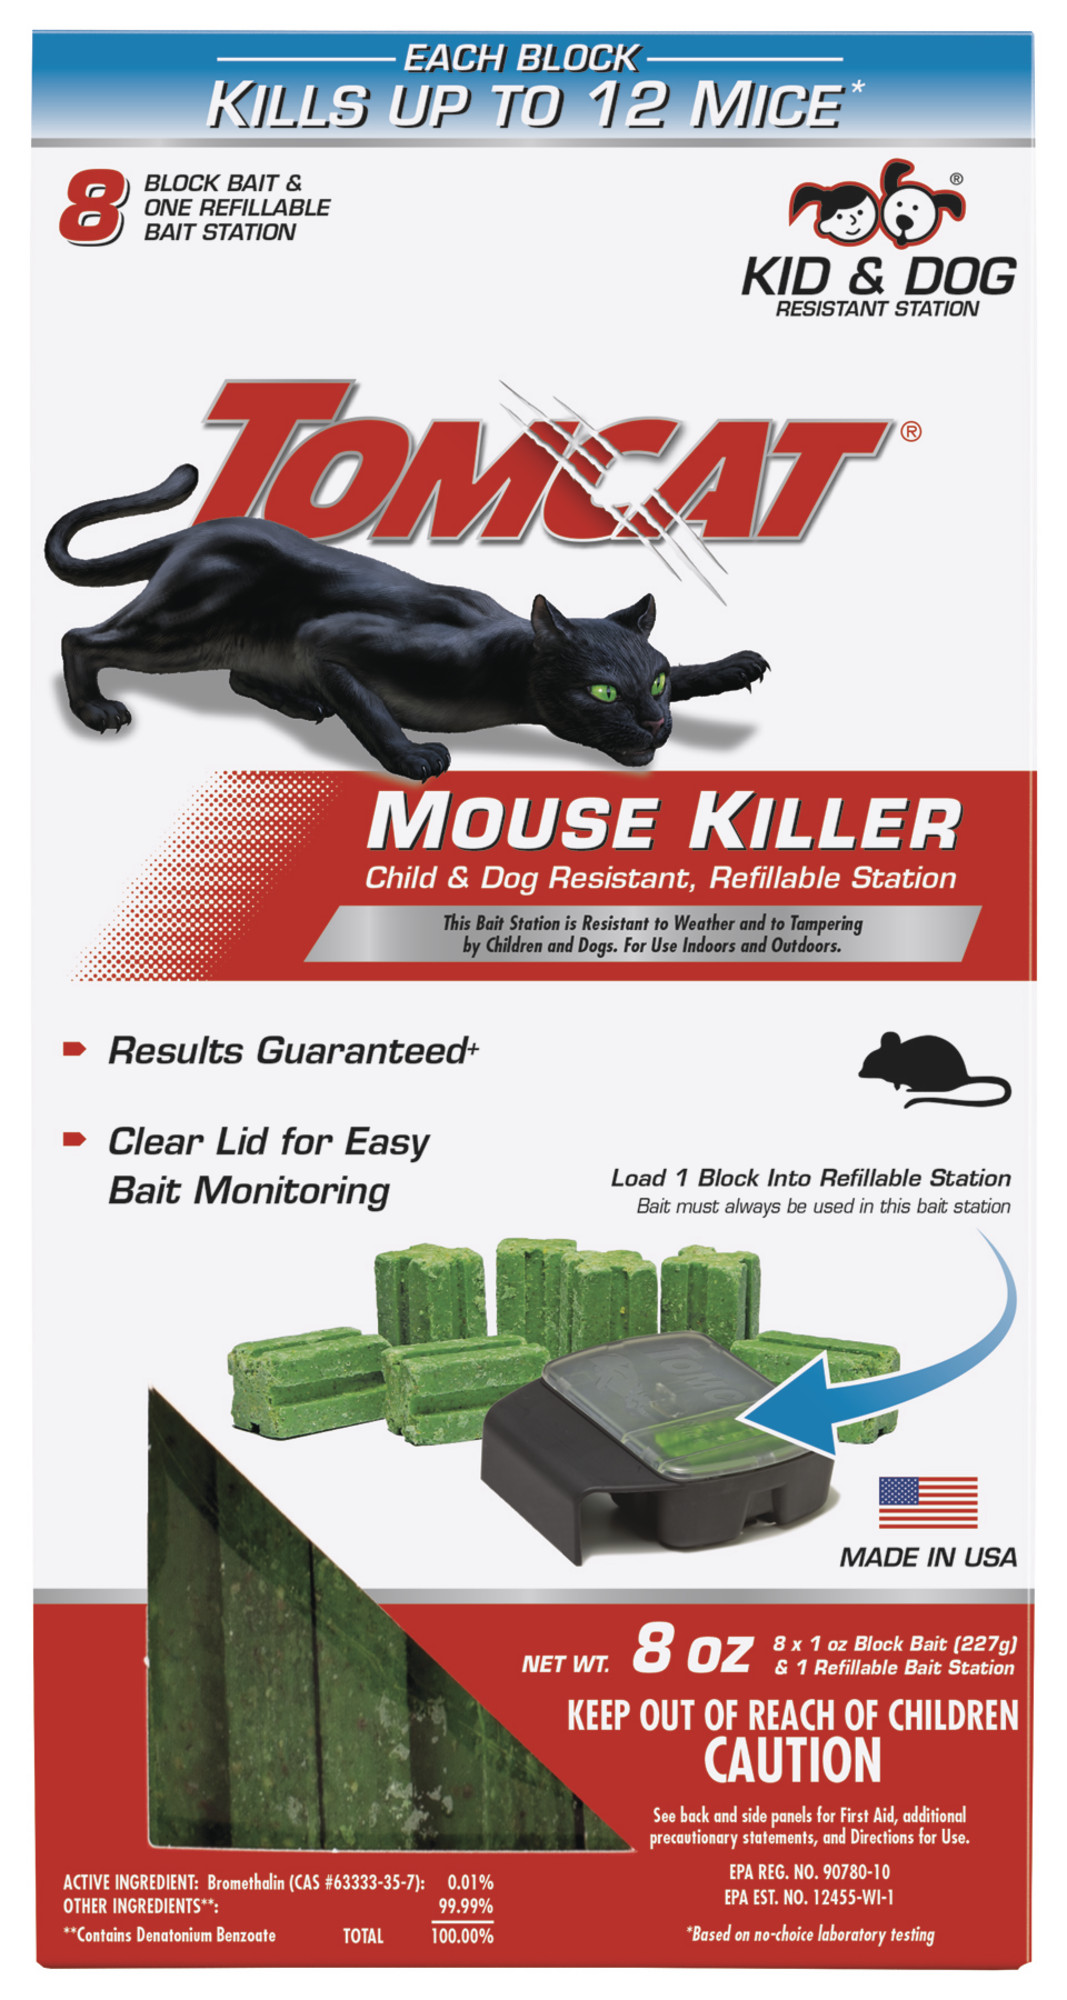 EACH BLOCK
KILLS UP TO 12 MICE*
8 BLOCK BAIT &
ONE REFILLABLE
BAIT STATION
®
KID & DOG
RESISTANT STATION
TOMCAT®
MOUSE KILLER
Child & Dog Resistant, Refillable Station
This Bait Station is Resistant to Weather and to Tampering
by Children and Dogs. For Use Indoors and Outdoors.
Results Guaranteed+
Clear Lid for Easy
Bait Monitoring
Load 1 Block Into Refillable Station
Bait must always be used in this bait station
MADE IN USA
NET WT. 8 OZ
8 x 1 oz Block Bait (227g)
& 1 Refillable Bait Station
KEEP OUT OF REACH OF CHILDREN
CAUTION
See back and side panels for First Aid, additional
precautionary statements, and Directions for Use.
EPA REG. NO. 90780-10
EPA EST. NO. 12455-WI-1
*Based on no-choice laboratory testing
ACTIVE INGREDIENT: Bromethalin (CAS #63333-35-7): 0.01%
OTHER INGREDIENTS**: 99.99%
**Contains Denatonium Benzoate TOTAL 100.00%